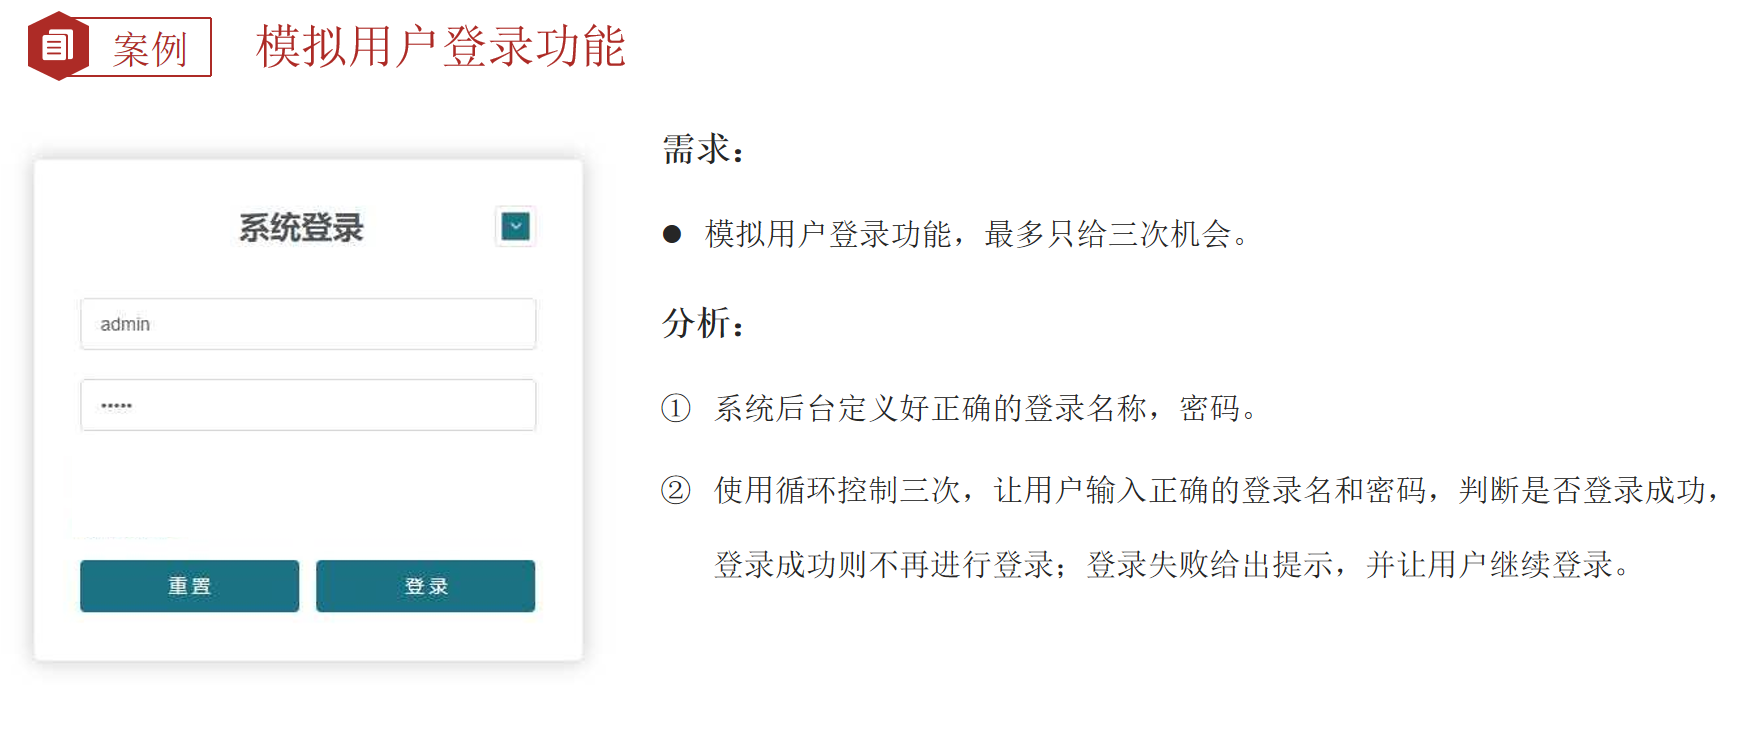 案例
模拟用户登录功能
系统登录
admin
•••••
重置
登录
需求：
● 模拟用户登录功能，最多只给三次机会。
分析：
① 系统后台定义好正确的登录名称，密码。
② 使用循环控制三次，让用户输入正确的登录名和密码，判断是否登录成功，
登录成功则不再进行登录；登录失败给出提示，并让用户继续登录。